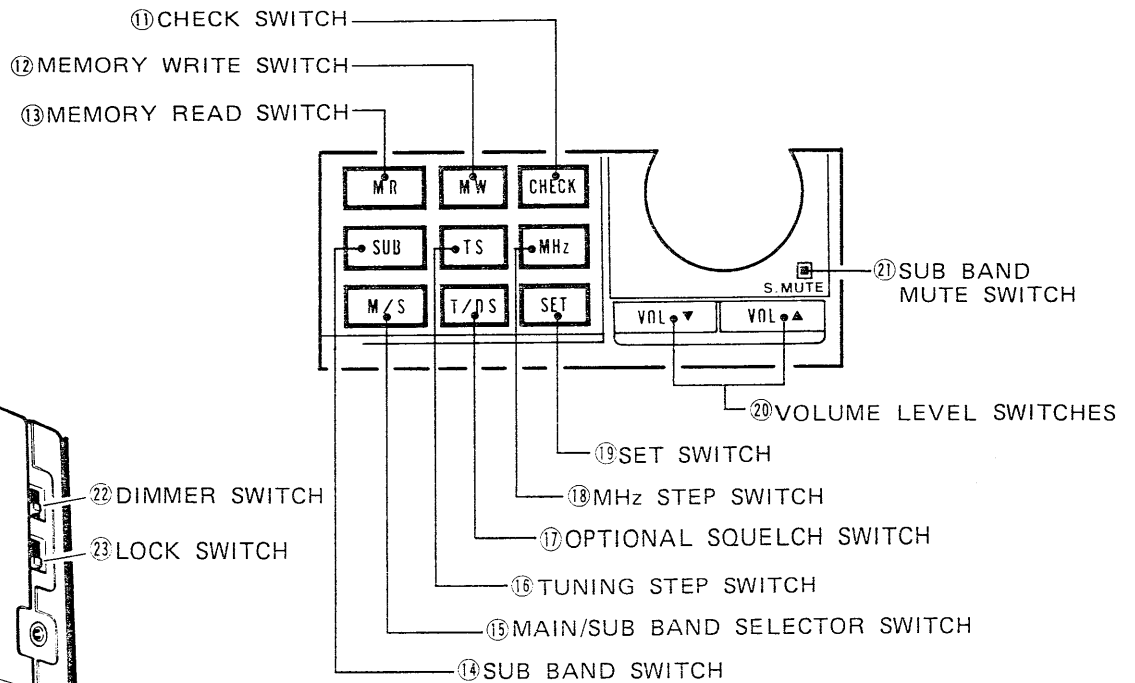 ⑪CHECK SWITCH
⑫MEMORY WRITE SWITCH
⑬MEMORY READ SWITCH
MR MW CHECK
SUB TS MHz
M/S T/DS SET
S.MUTE
VOL ▼ VOL ▲
㉑SUB BAND
MUTE SWITCH
⑳VOLUME LEVEL SWITCHES
⑲SET SWITCH
⑱MHz STEP SWITCH
⑰OPTIONAL SQUELCH SWITCH
⑯TUNING STEP SWITCH
⑮MAIN/SUB BAND SELECTOR SWITCH
⑭SUB BAND SWITCH
㉒DIMMER SWITCH
㉓LOCK SWITCH